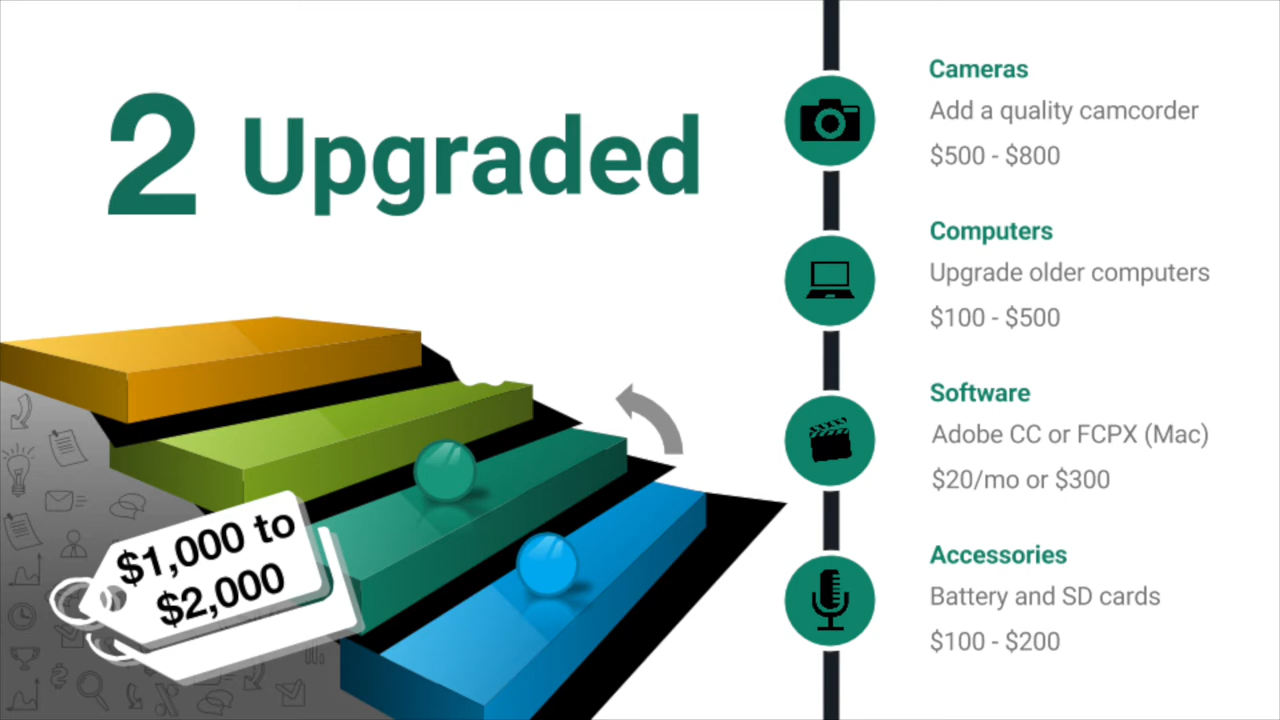 2 Upgraded
$1,000 to
$2,000
Cameras
Add a quality camcorder
$500 - $800
Computers
Upgrade older computers
$100 - $500
Software
Adobe CC or FCPX (Mac)
$20/mo or $300
Accessories
Battery and SD cards
$100 - $200